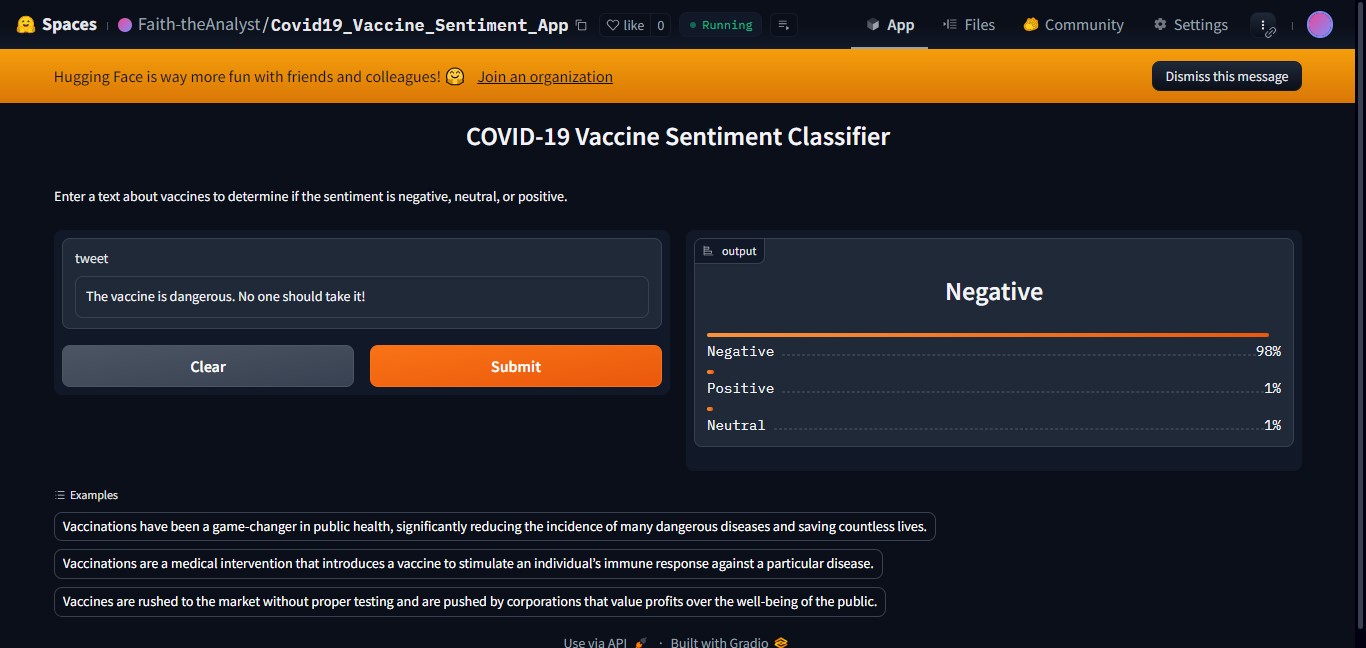 Spaces Faith-theAnalyst/Covid19_Vaccine_Sentiment_App like 0 Running App Files Community Settings
Hugging Face is way more fun with friends and colleagues! 🤗 Join an organization Dismiss this message
COVID-19 Vaccine Sentiment Classifier
Enter a text about vaccines to determine if the sentiment is negative, neutral, or positive.
tweet
The vaccine is dangerous. No one should take it!
Clear Submit
output
Negative
Negative 98%
Positive 1%
Neutral 1%
Examples
Vaccinations have been a game-changer in public health, significantly reducing the incidence of many dangerous diseases and saving countless lives.
Vaccinations are a medical intervention that introduces a vaccine to stimulate an individual’s immune response against a particular disease.
Vaccines are rushed to the market without proper testing and are pushed by corporations that value profits over the well-being of the public.
Use via API 🚀 · Built with Gradio